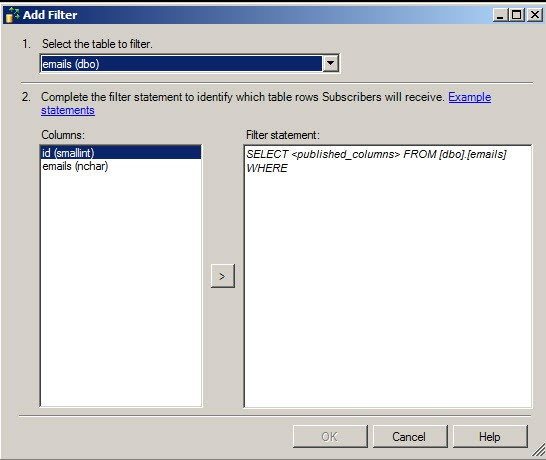 Add Filter
1. Select the table to filter.
emails (dbo)
2. Complete the filter statement to identify which table rows Subscribers will receive. Example
statements
Columns:
Filter statement:
id (smallint)
emails (nchar)
SELECT <published_columns> FROM [dbo].[emails]
WHERE
>
OK
Cancel
Help